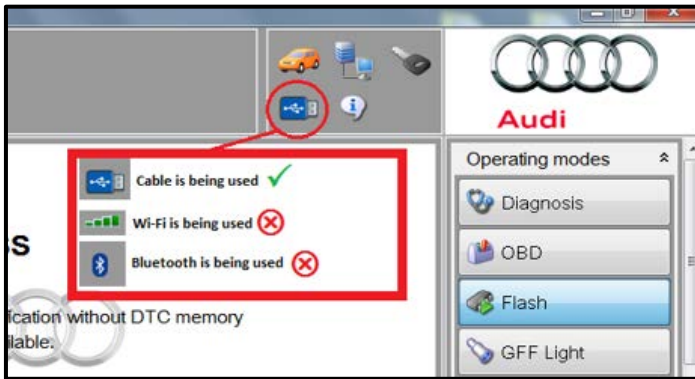 Audi
Cable is being used
Wi-Fi is being used
Bluetooth is being used
ss
fication without DTC memory
ilable.
Operating modes
Diagnosis
OBD
Flash
GFF Light